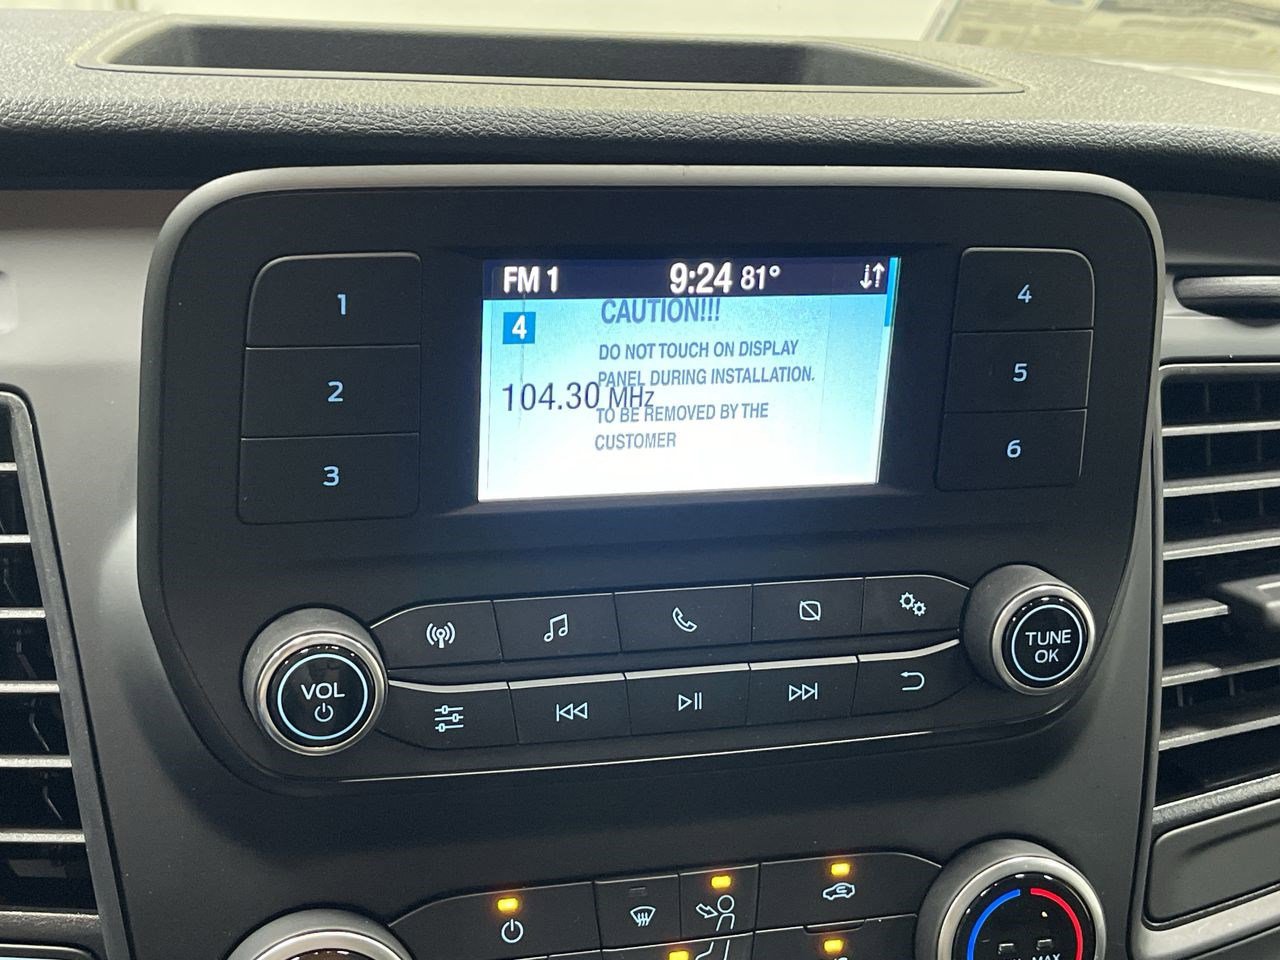 FM 1 9:24 81°
CAUTION!!!
4
DO NOT TOUCH ON DISPLAY
PANEL DURING INSTALLATION.
104.30 MHz
TO BE REMOVED BY THE
CUSTOMER
1
2
3
4
5
6
VOL
TUNE
OK
MAX